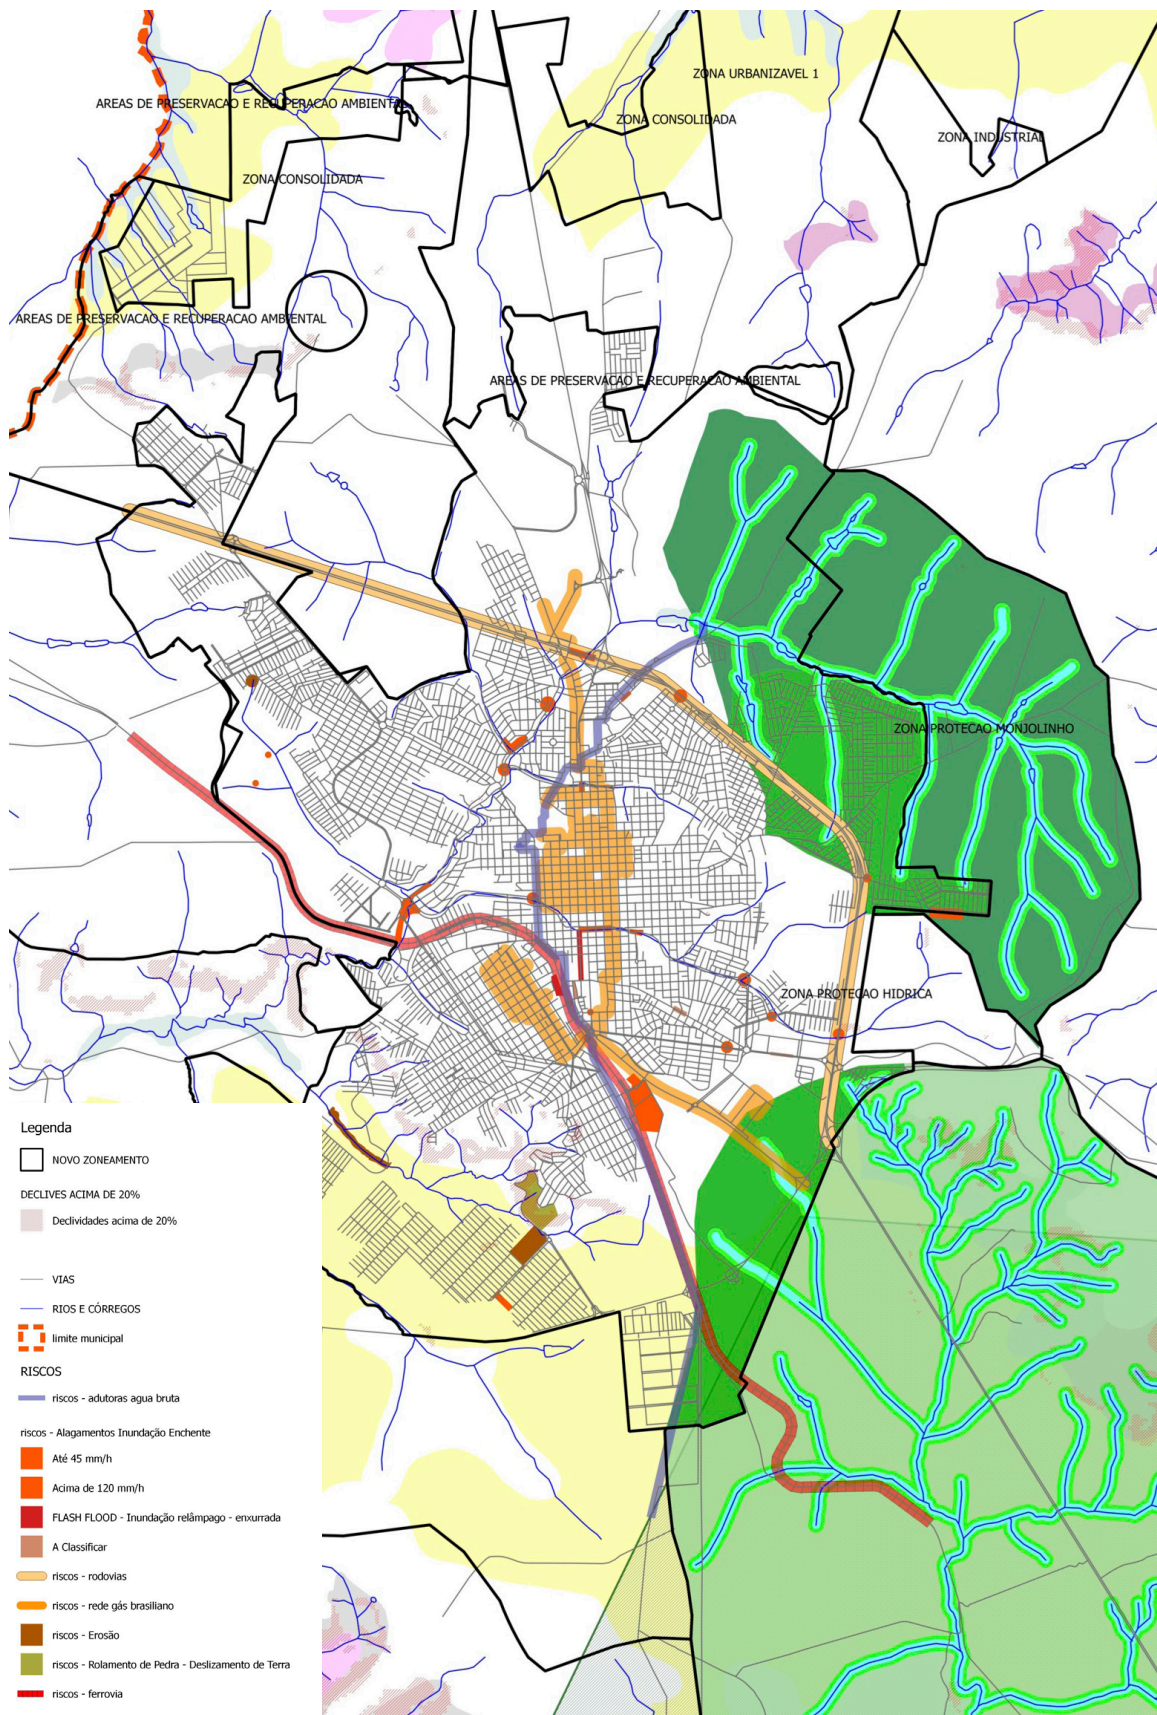 ZONA URBANIZAVEL 1
AREAS DE PRESERVACAO E RECUPERACAO AMBIENTAL
ZONA CONSOLIDADA
ZONA INDUSTRIAL
ZONA CONSOLIDADA
AREAS DE PRESERVACAO E RECUPERACAO AMBIENTAL
AREAS DE PRESERVACAO E RECUPERACAO AMBIENTAL
ZONA PROTECAO MONJOLINHO
ZONA PROTECAO HIDRICA
Legenda
NOVO ZONEAMENTO
DECLIVES ACIMA DE 20%
Declividades acima de 20%
VIAS
RIOS E CÓRREGOS
limite municipal
RISCOS
riscos - adutoras agua bruta
riscos - Alagamentos Inundação Enchente
Até 45 mm/h
Acima de 120 mm/h
FLASH FLOOD - Inundação relâmpago - enxurrada
A Classificar
riscos - rodovias
riscos - rede gás brasiliano
riscos - Erosão
riscos - Rolamento de Pedra - Deslizamento de Terra
riscos - ferrovia